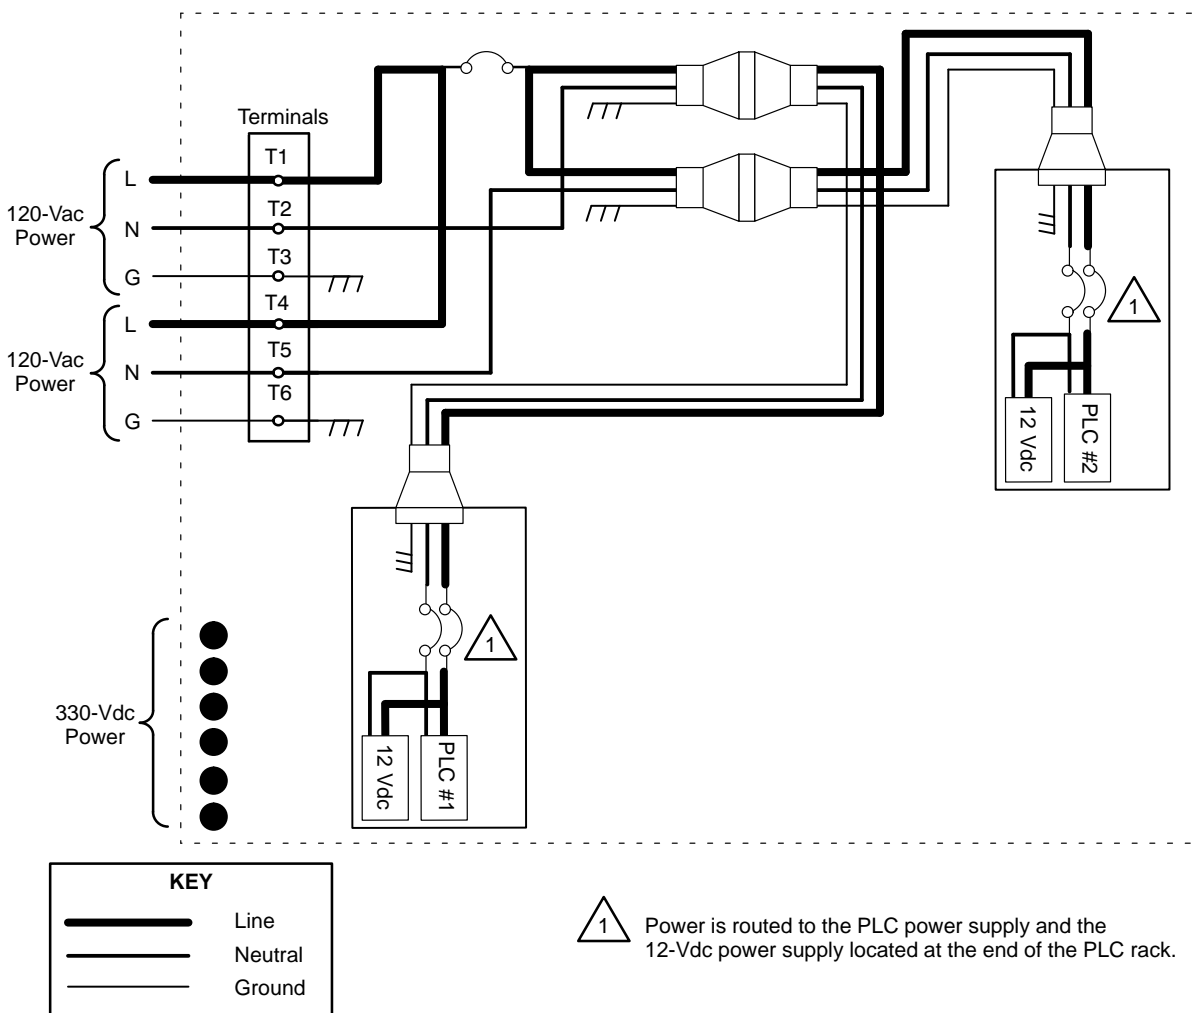 Terminals
T1
L
T2
120-Vac
Power
N
T3
G
T4
L
T5
120-Vac
Power
N
T6
G
1
12 Vdc
PLC #2
1
330-Vdc
Power
12 Vdc
PLC #1
KEY
Line
Neutral
Ground
1
Power is routed to the PLC power supply and the
12-Vdc power supply located at the end of the PLC rack.